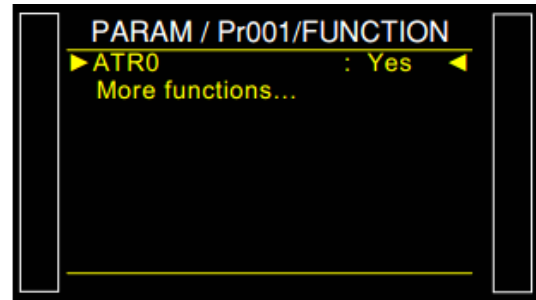 PARAM / Pr001/FUNCTION
►ATR0 : Yes ◄
More functions...